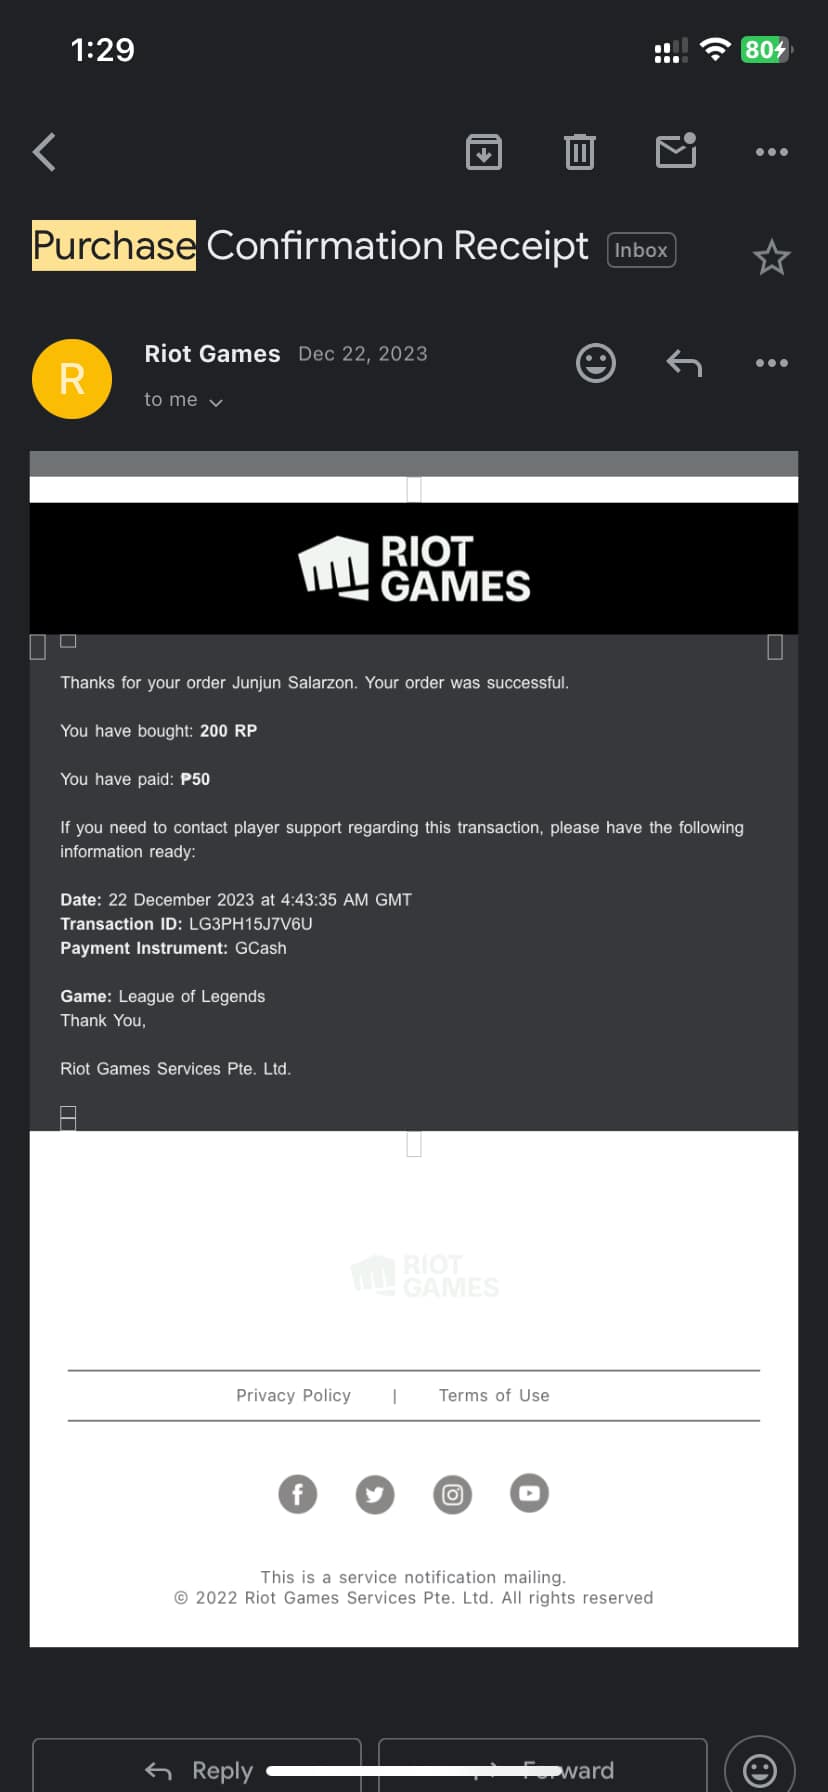 1:29
80
Purchase Confirmation Receipt Inbox
R
Riot Games Dec 22, 2023
to me
RIOT
GAMES
Thanks for your order Junjun Salarzon. Your order was successful.
You have bought: 200 RP
You have paid: ₱50
If you need to contact player support regarding this transaction, please have the following
information ready:
Date: 22 December 2023 at 4:43:35 AM GMT
Transaction ID: LG3PH15J7V6U
Payment Instrument: GCash
Game: League of Legends
Thank You,
Riot Games Services Pte. Ltd.
RIOT
GAMES
Privacy Policy | Terms of Use
This is a service notification mailing.
© 2022 Riot Games Services Pte. Ltd. All rights reserved
Reply Forward